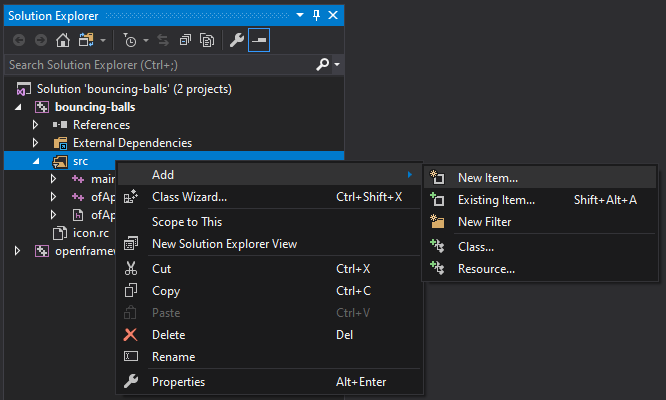 Solution Explorer
Search Solution Explorer (Ctrl+;)
Solution 'bouncing-balls' (2 projects)
bouncing-balls
References
External Dependencies
src
main
ofAp
ofAp
icon.rc
openframew
Add
Class Wizard... Ctrl+Shift+X
Scope to This
New Solution Explorer View
Cut Ctrl+X
Copy Ctrl+C
Paste Ctrl+V
Delete Del
Rename
Properties Alt+Enter
New Item...
Existing Item... Shift+Alt+A
New Filter
Class...
Resource...